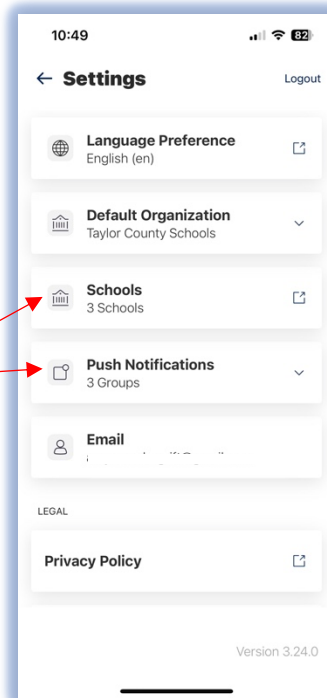 10:49
82
Settings
Logout
Language Preference
English (en)
Default Organization
Taylor County Schools
Schools
3 Schools
Push Notifications
3 Groups
Email
LEGAL
Privacy Policy
Version 3.24.0